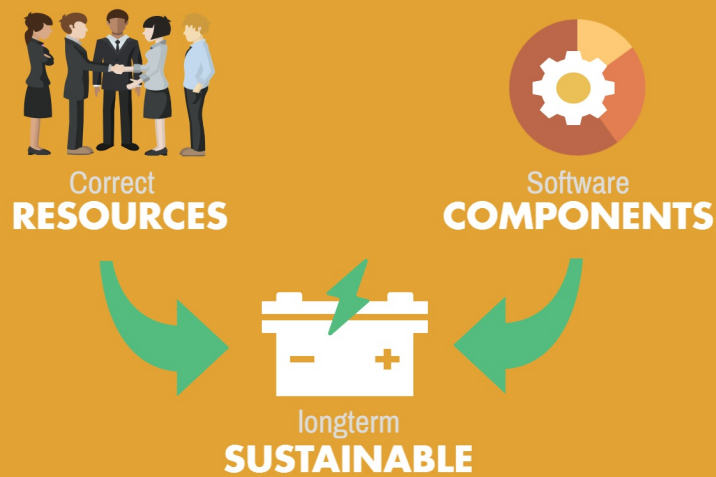 Correct
RESOURCES
Software
COMPONENTS
longterm
SUSTAINABLE